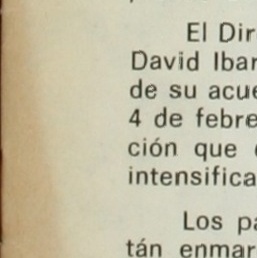 El Dir
David Ibar
de su acue
4 de febre
ción que
intensifica
Los pa
tán enmar